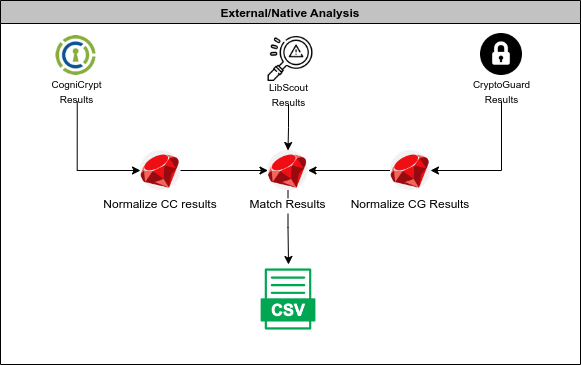 External/Native Analysis
CogniCrypt
Results
LibScout
Results
CryptoGuard
Results
Normalize CC results
Match Results
Normalize CG Results
CSV